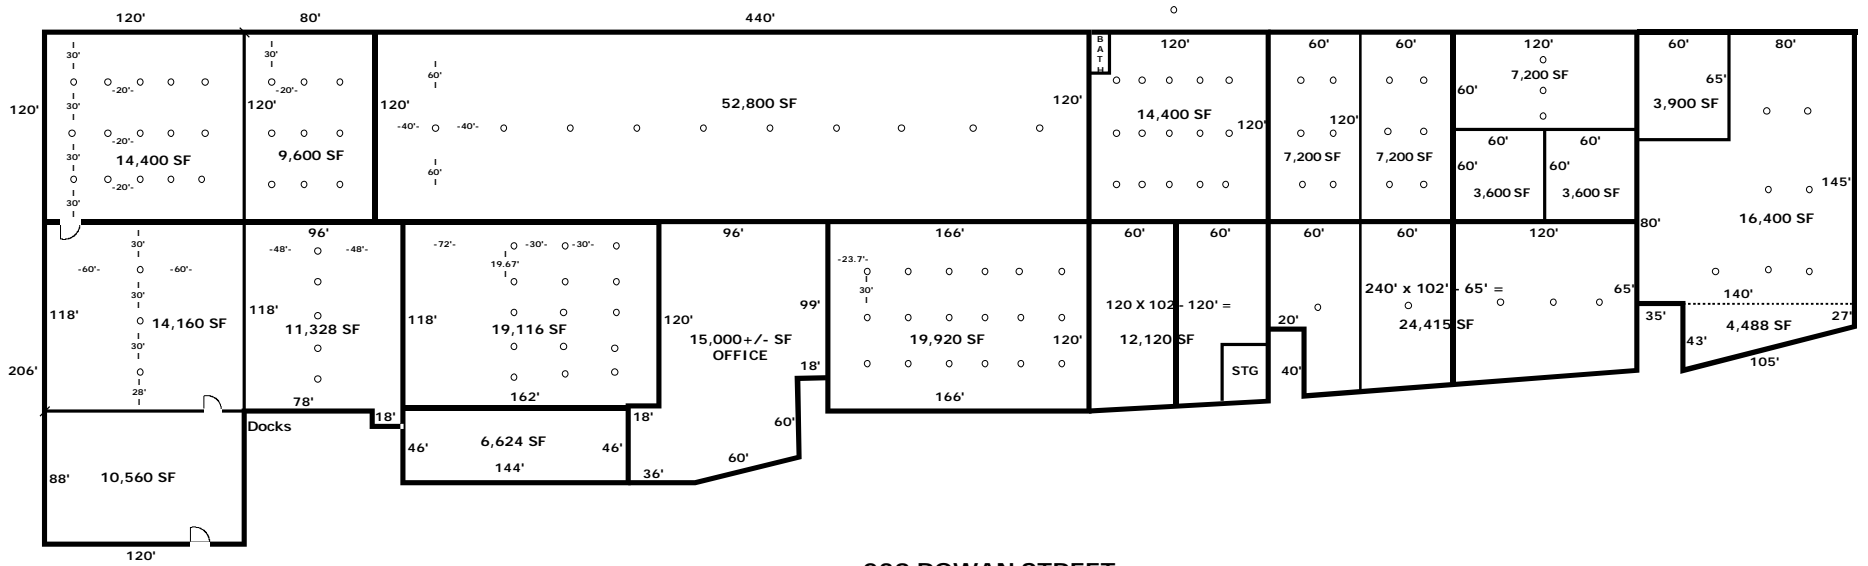 120' 80' 440'
B
A
T
H
120' 60' 60' 120' 60' 80'
30' 30' 60' 7,200 SF 65'
-20'- -20'- 60'
30' 120' 120' 52,800 SF 120' 3,900 SF
120' 14,400 SF 120' 120'
-40'- -40'-
-20'- 60' 60'
30' 14,400 SF 9,600 SF 7,200 SF 7,200 SF 60' 60'
60' 145'
-20'- 3,600 SF 3,600 SF
30' 16,400 SF
80'
96' 96' 166' 60' 60' 60' 60' 120'
30' -48'- -48'- -72'- -30'- -30'-
-60'- -60'- 19.67' -23.7'-
30' 30' 240' x 102' - 65' = 65' 140'
118' 118' 118' 99' 120 X 102 - 120' =
14,160 SF 11,328 SF 19,116 SF 120' 20' 24,415 SF 35' 4,488 SF 27'
30' 15,000+/- SF 19,920 SF 120' 12,120 SF 43'
OFFICE
206' 18' STG 40' 105'
28'
78' 162' 166'
18' 18'
Docks 60'
46' 6,624 SF 46'
60'
144' 36'
88' 10,560 SF
120'